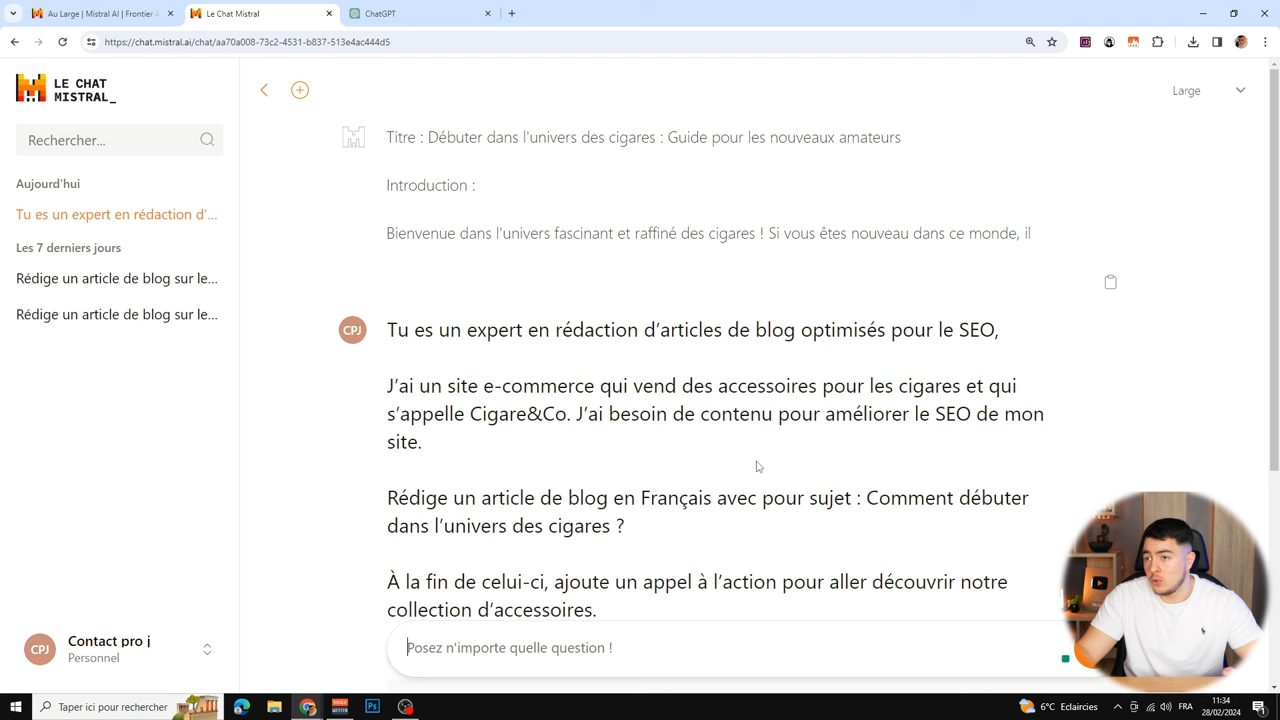 Au Large | Mistral AI | Frontier A
Le Chat Mistral
ChatGPT
https://chat.mistral.ai/chat/aa70a008-73c2-4531-b837-513e4ac444d5
LE CHAT
MISTRAL_
Large
Rechercher...
Aujourd'hui
Tu es un expert en rédaction d'...
Les 7 derniers jours
Rédige un article de blog sur le...
Rédige un article de blog sur le...
Titre : Débuter dans l'univers des cigares : Guide pour les nouveaux amateurs
Introduction :
Bienvenue dans l'univers fascinant et raffiné des cigares ! Si vous êtes nouveau dans ce monde, il
CPJ
Tu es un expert en rédaction d’articles de blog optimisés pour le SEO,
J’ai un site e-commerce qui vend des accessoires pour les cigares et qui
s’appelle Cigare&Co. J’ai besoin de contenu pour améliorer le SEO de mon
site.
Rédige un article de blog en Français avec pour sujet : Comment débuter
dans l’univers des cigares ?
À la fin de celui-ci, ajoute un appel à l’action pour aller découvrir notre
collection d’accessoires.
Posez n'importe quelle question !
CPJ
Contact pro j
Personnel
Taper ici pour rechercher
6°C Eclaircies
FRA
11:34
28/02/2024